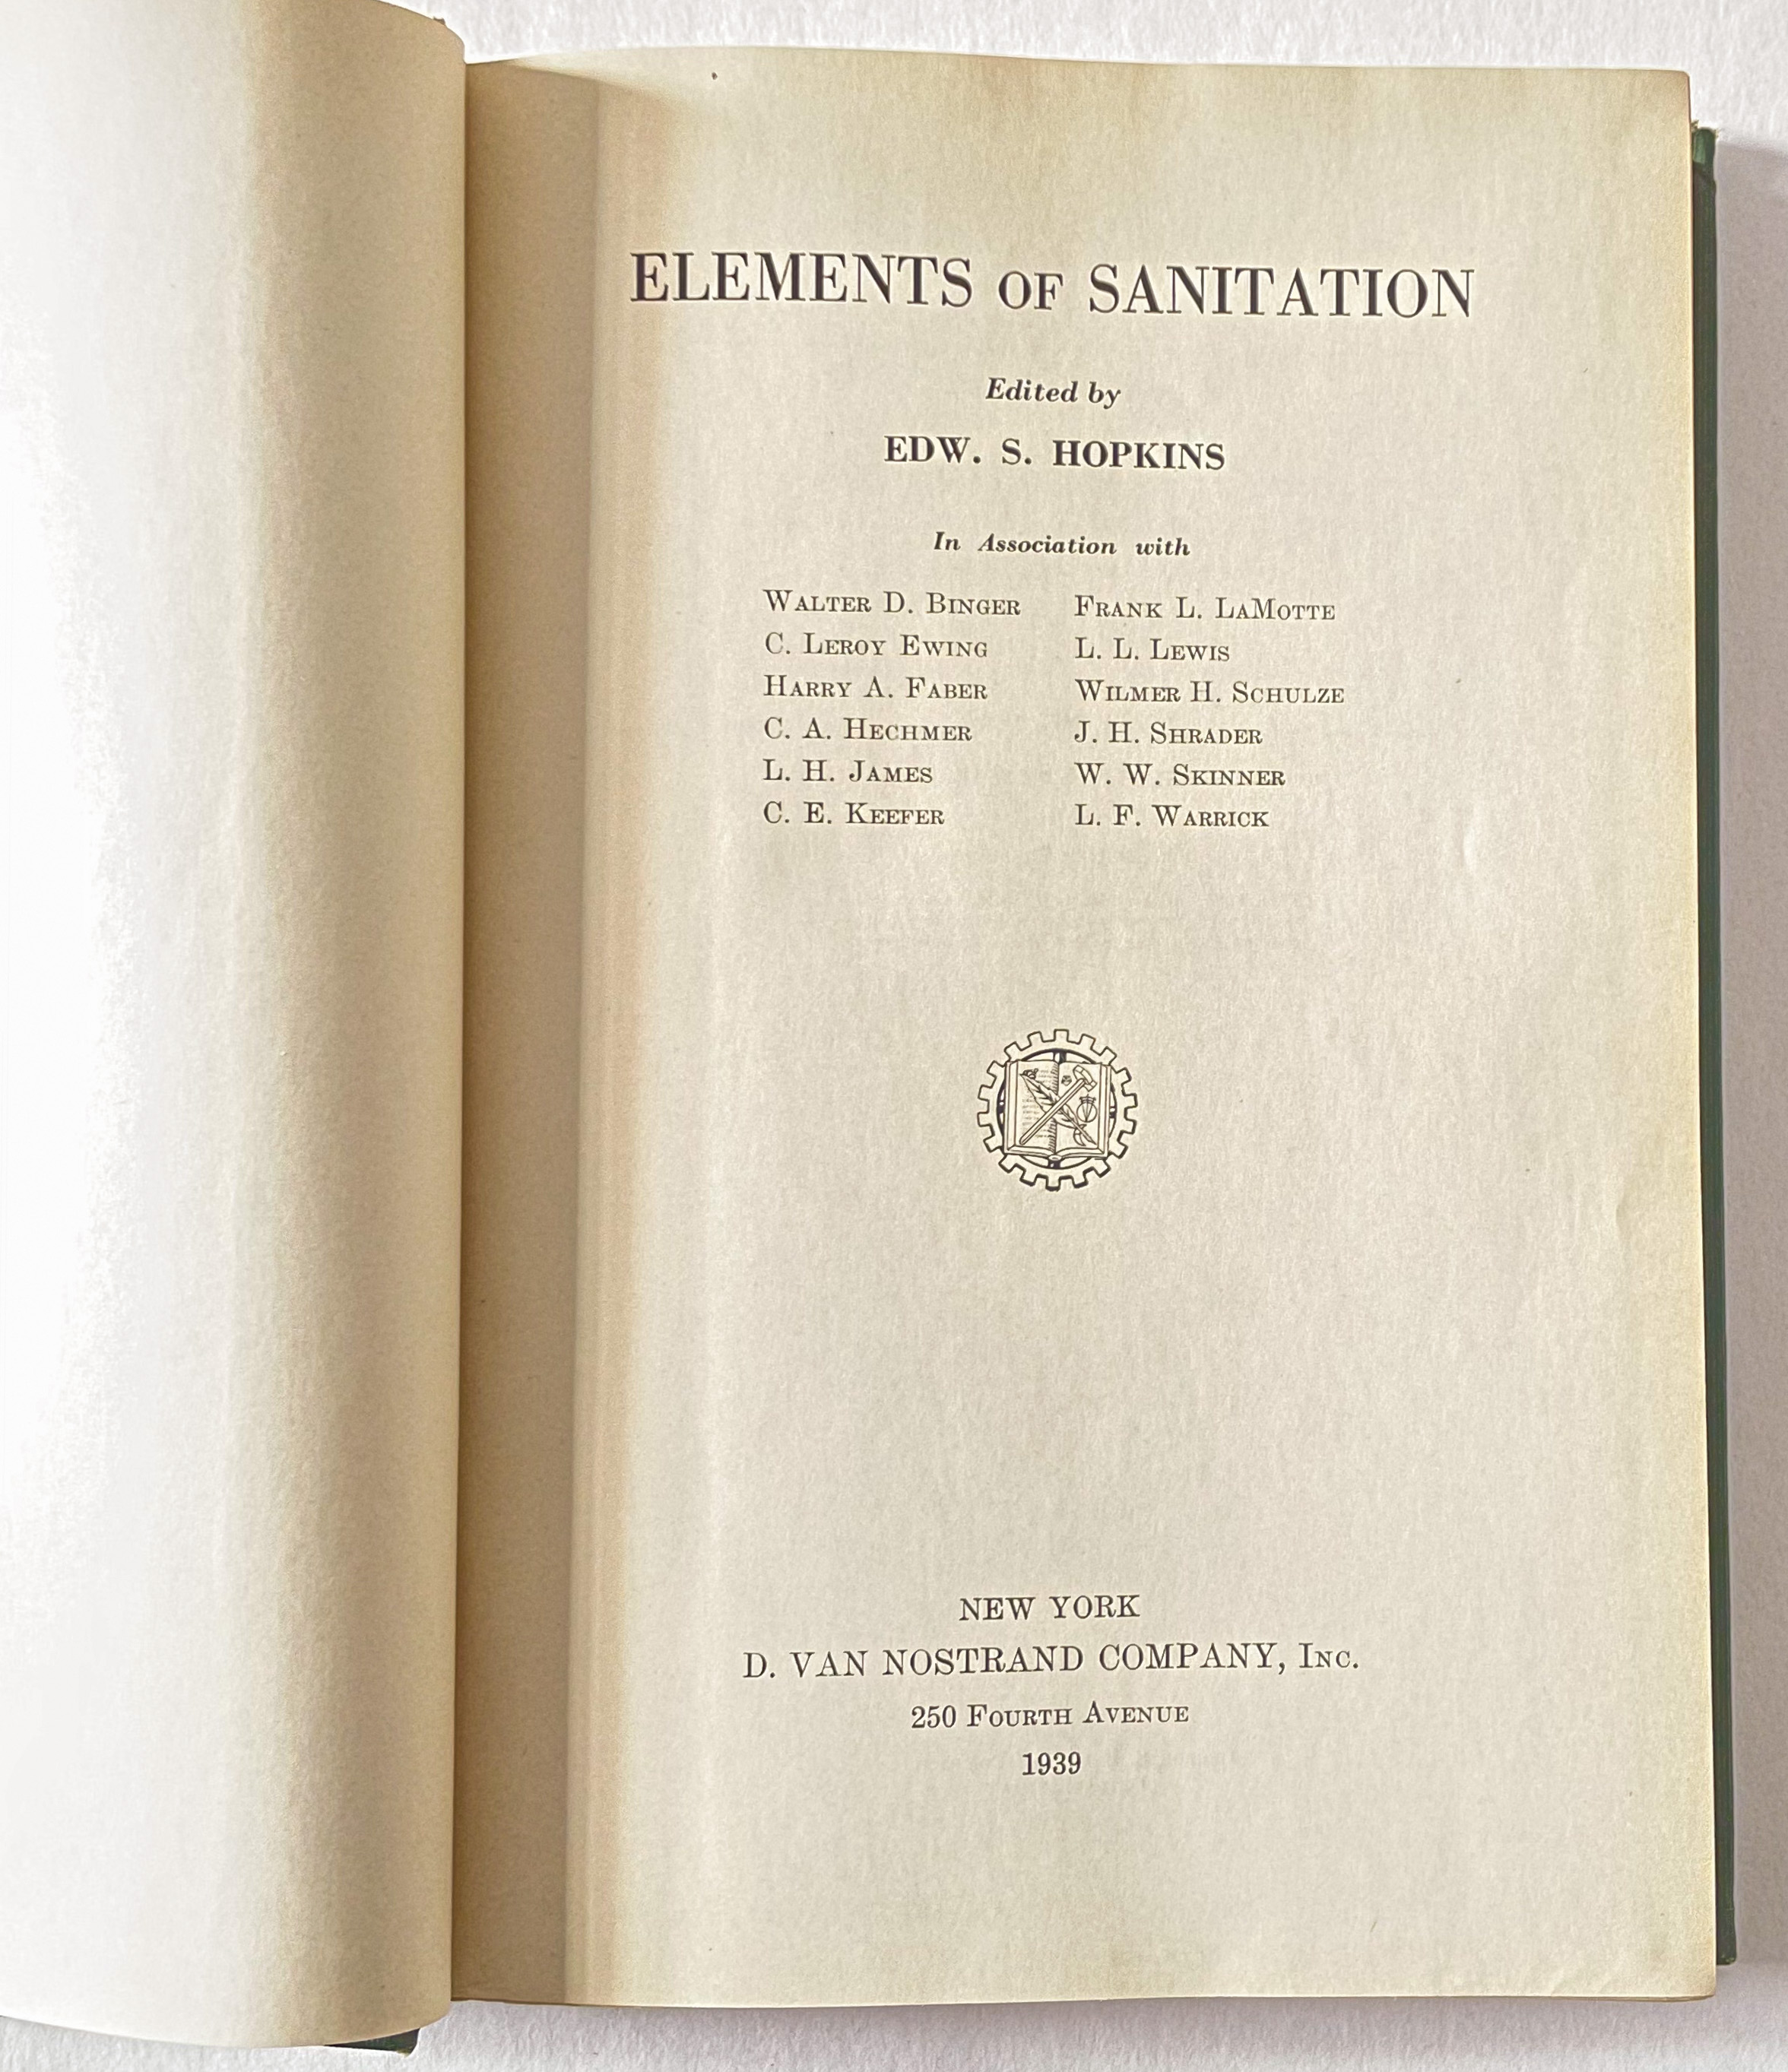 ELEMENTS OF SANITATION
Edited by
EDW. S. HOPKINS
In Association with
WALTER D. BINGER
C. LEROY EWING
HARRY A. FABER
C. A. HECHMER
L. H. JAMES
C. E. KEEFER
FRANK L. LAMOTTE
L. L. LEWIS
WILMER H. SCHULZE
J. H. SHRADER
W. W. SKINNER
L. F. WARRICK
NEW YORK
D. VAN NOSTRAND COMPANY, INC.
250 FOURTH AVENUE
1939